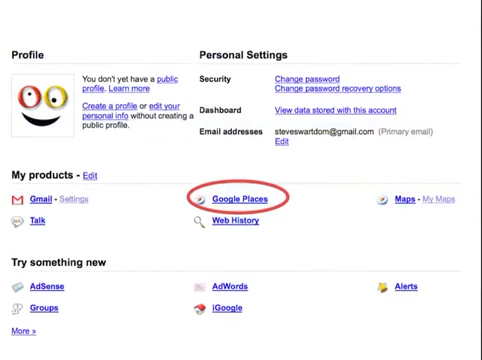 Profile
Personal Settings
You don't yet have a public
profile. Learn more
Create a profile or edit your
personal info without creating a
public profile.
Security
Change password
Change password recovery options
Dashboard
View data stored with this account
Email addresses
steveswartdom@gmail.com (Primary email)
Edit
My products - Edit
Gmail - Settings
Google Places
Maps - My Maps
Talk
Web History
Try something new
AdSense
AdWords
Alerts
Groups
iGoogle
More »